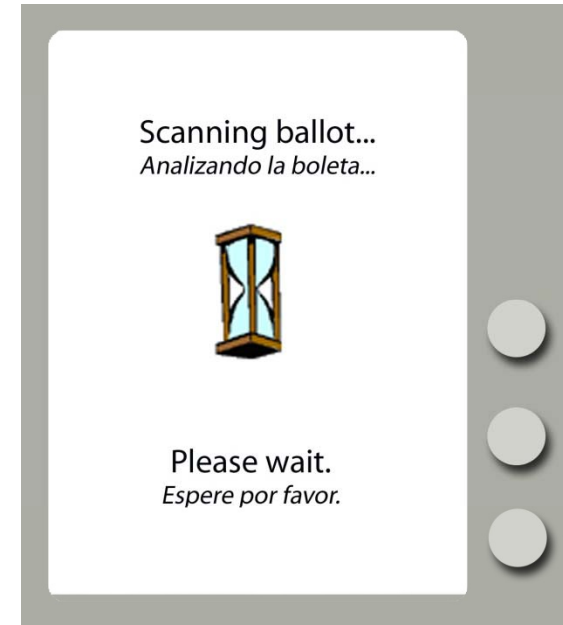 Scanning ballot...
Analizando la boleta...
Please wait.
Espere por favor.